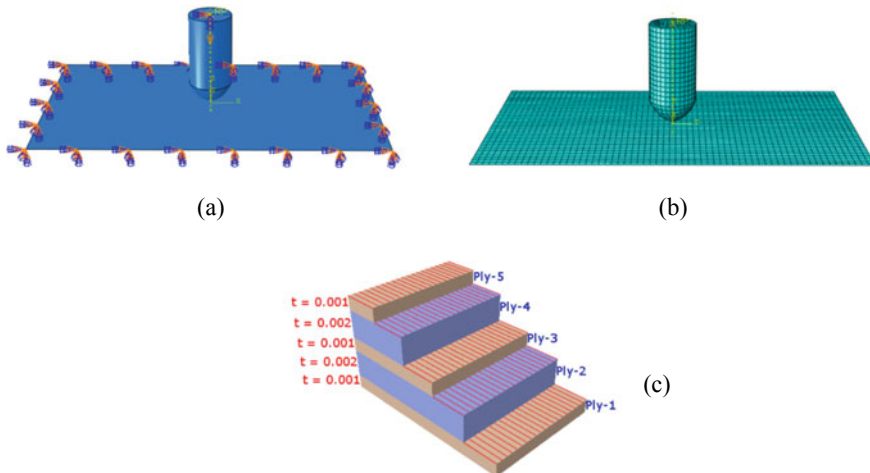 (a)
(b)
t = 0.001
t = 0.002
t = 0.001
t = 0.002
t = 0.001
Ply-5
Ply-4
Ply-3
Ply-2
Ply-1
(c)